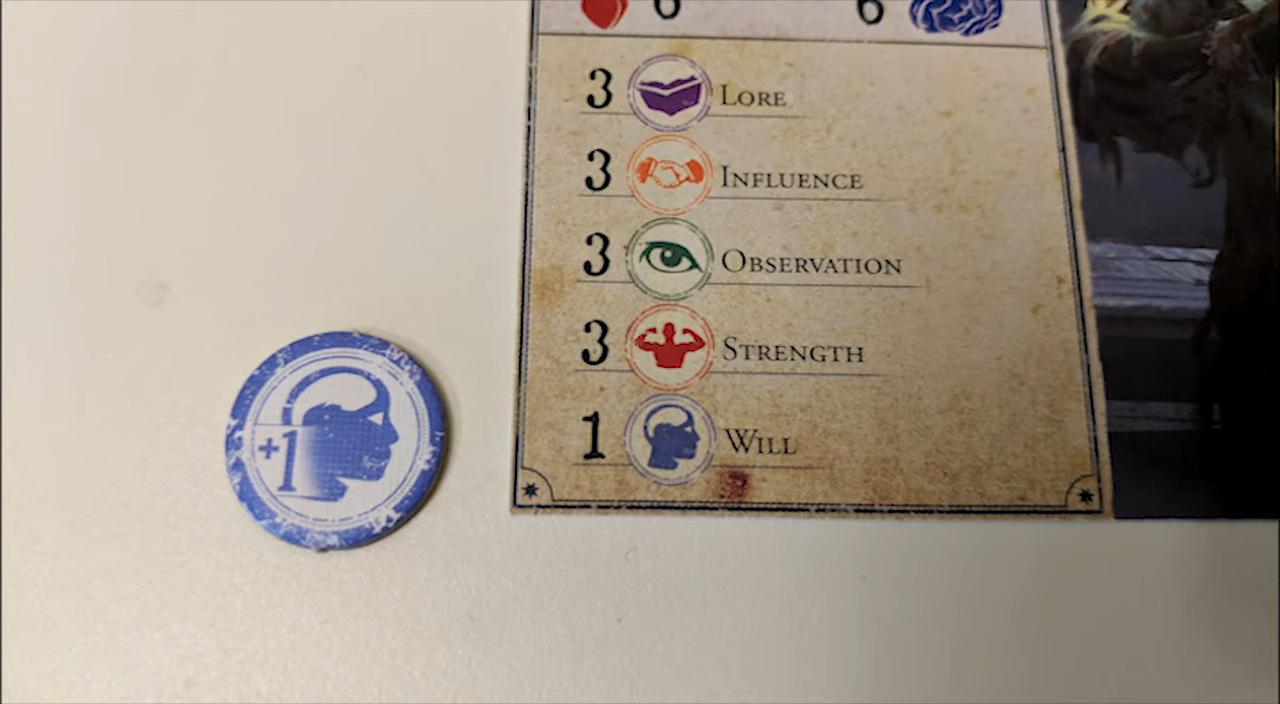 6 6
3 LORE
3 INFLUENCE
3 OBSERVATION
3 STRENGTH
1 WILL
+1